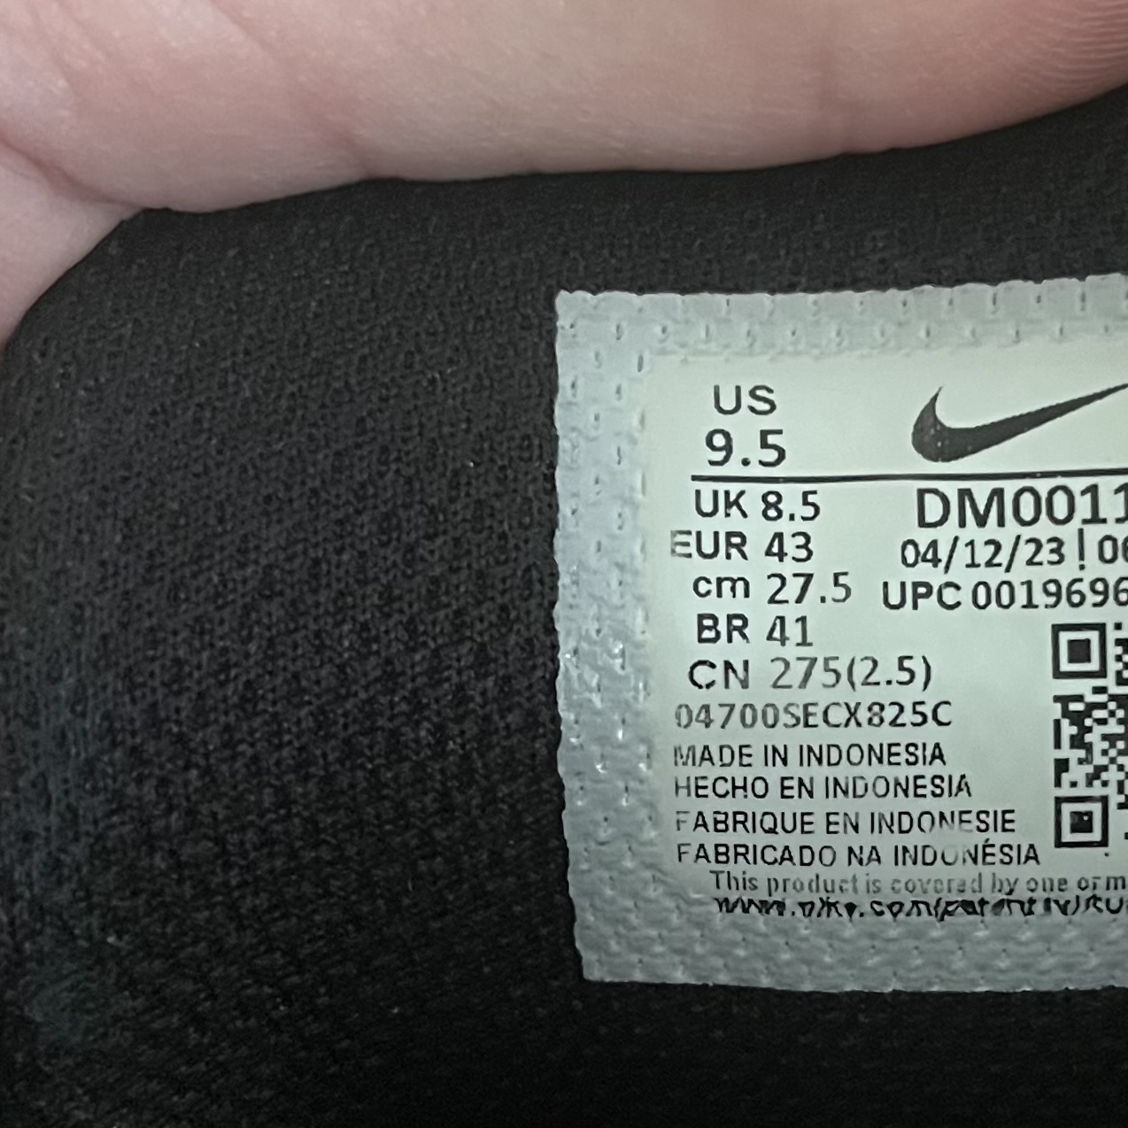 US
9.5
UK 8.5
EUR 43
cm 27.5
BR 41
CN 275(2.5)
DM0011
04/12/23 | 06
UPC 0019696
04700SECX825C
MADE IN INDONESIA
HECHO EN INDONESIA
FABRIQUE EN INDONESIE
FABRICADO NA INDONÉSIA
This product is covered by one or m